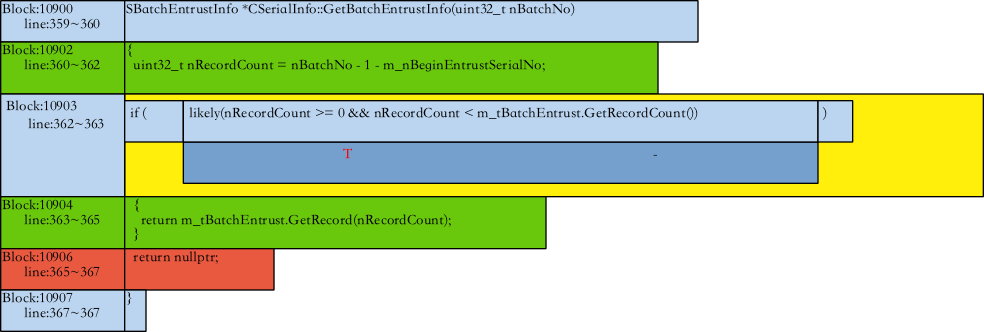 Block:10900 SBatchEntrustInfo *CSerialInfo::GetBatchEntrustInfo(uint32_t nBatchNo)
line:359~360
Block:10902 {
line:360~362 uint32_t nRecordCount = nBatchNo - 1 - m_nBeginEntrustSerialNo;
Block:10903 if ( likely(nRecordCount >= 0 && nRecordCount < m_tBatchEntrust.GetRecordCount()) )
line:362~363
T -
Block:10904 {
line:363~365 return m_tBatchEntrust.GetRecord(nRecordCount);
}
Block:10906 return nullptr;
line:365~367
Block:10907 }
line:367~367